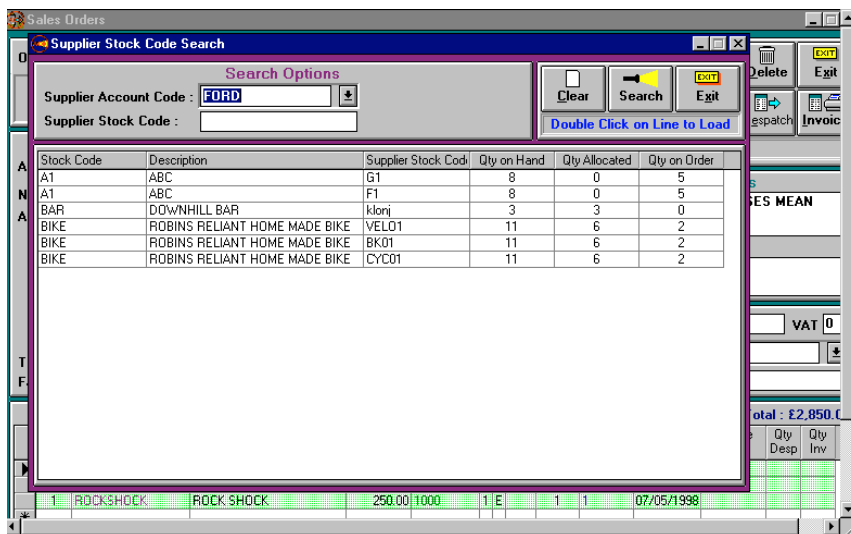 Sales Orders
Supplier Stock Code Search
Search Options
Supplier Account Code : FORD
Supplier Stock Code :
Clear Search EXIT Exit
Double Click on Line to Load
Delete EXIT Exit
espatch Invoic
Stock Code Description Supplier Stock Code Qty on Hand Qty Allocated Qty on Order
A1 ABC G1 8 0 5
A1 ABC F1 8 0 5
BAR DOWNHILL BAR klonj 3 3 0
BIKE ROBINS RELIANT HOME MADE BIKE VELO1 11 6 2
BIKE ROBINS RELIANT HOME MADE BIKE BK01 11 6 2
BIKE ROBINS RELIANT HOME MADE BIKE CYC01 11 6 2
SES MEAN
VAT 0
otal : £2,850.0
Qty Desp Qty Inv
1 ROCKSHOCK ROCK SHOCK 250.00 1000 1 E 1 1 07/05/1998